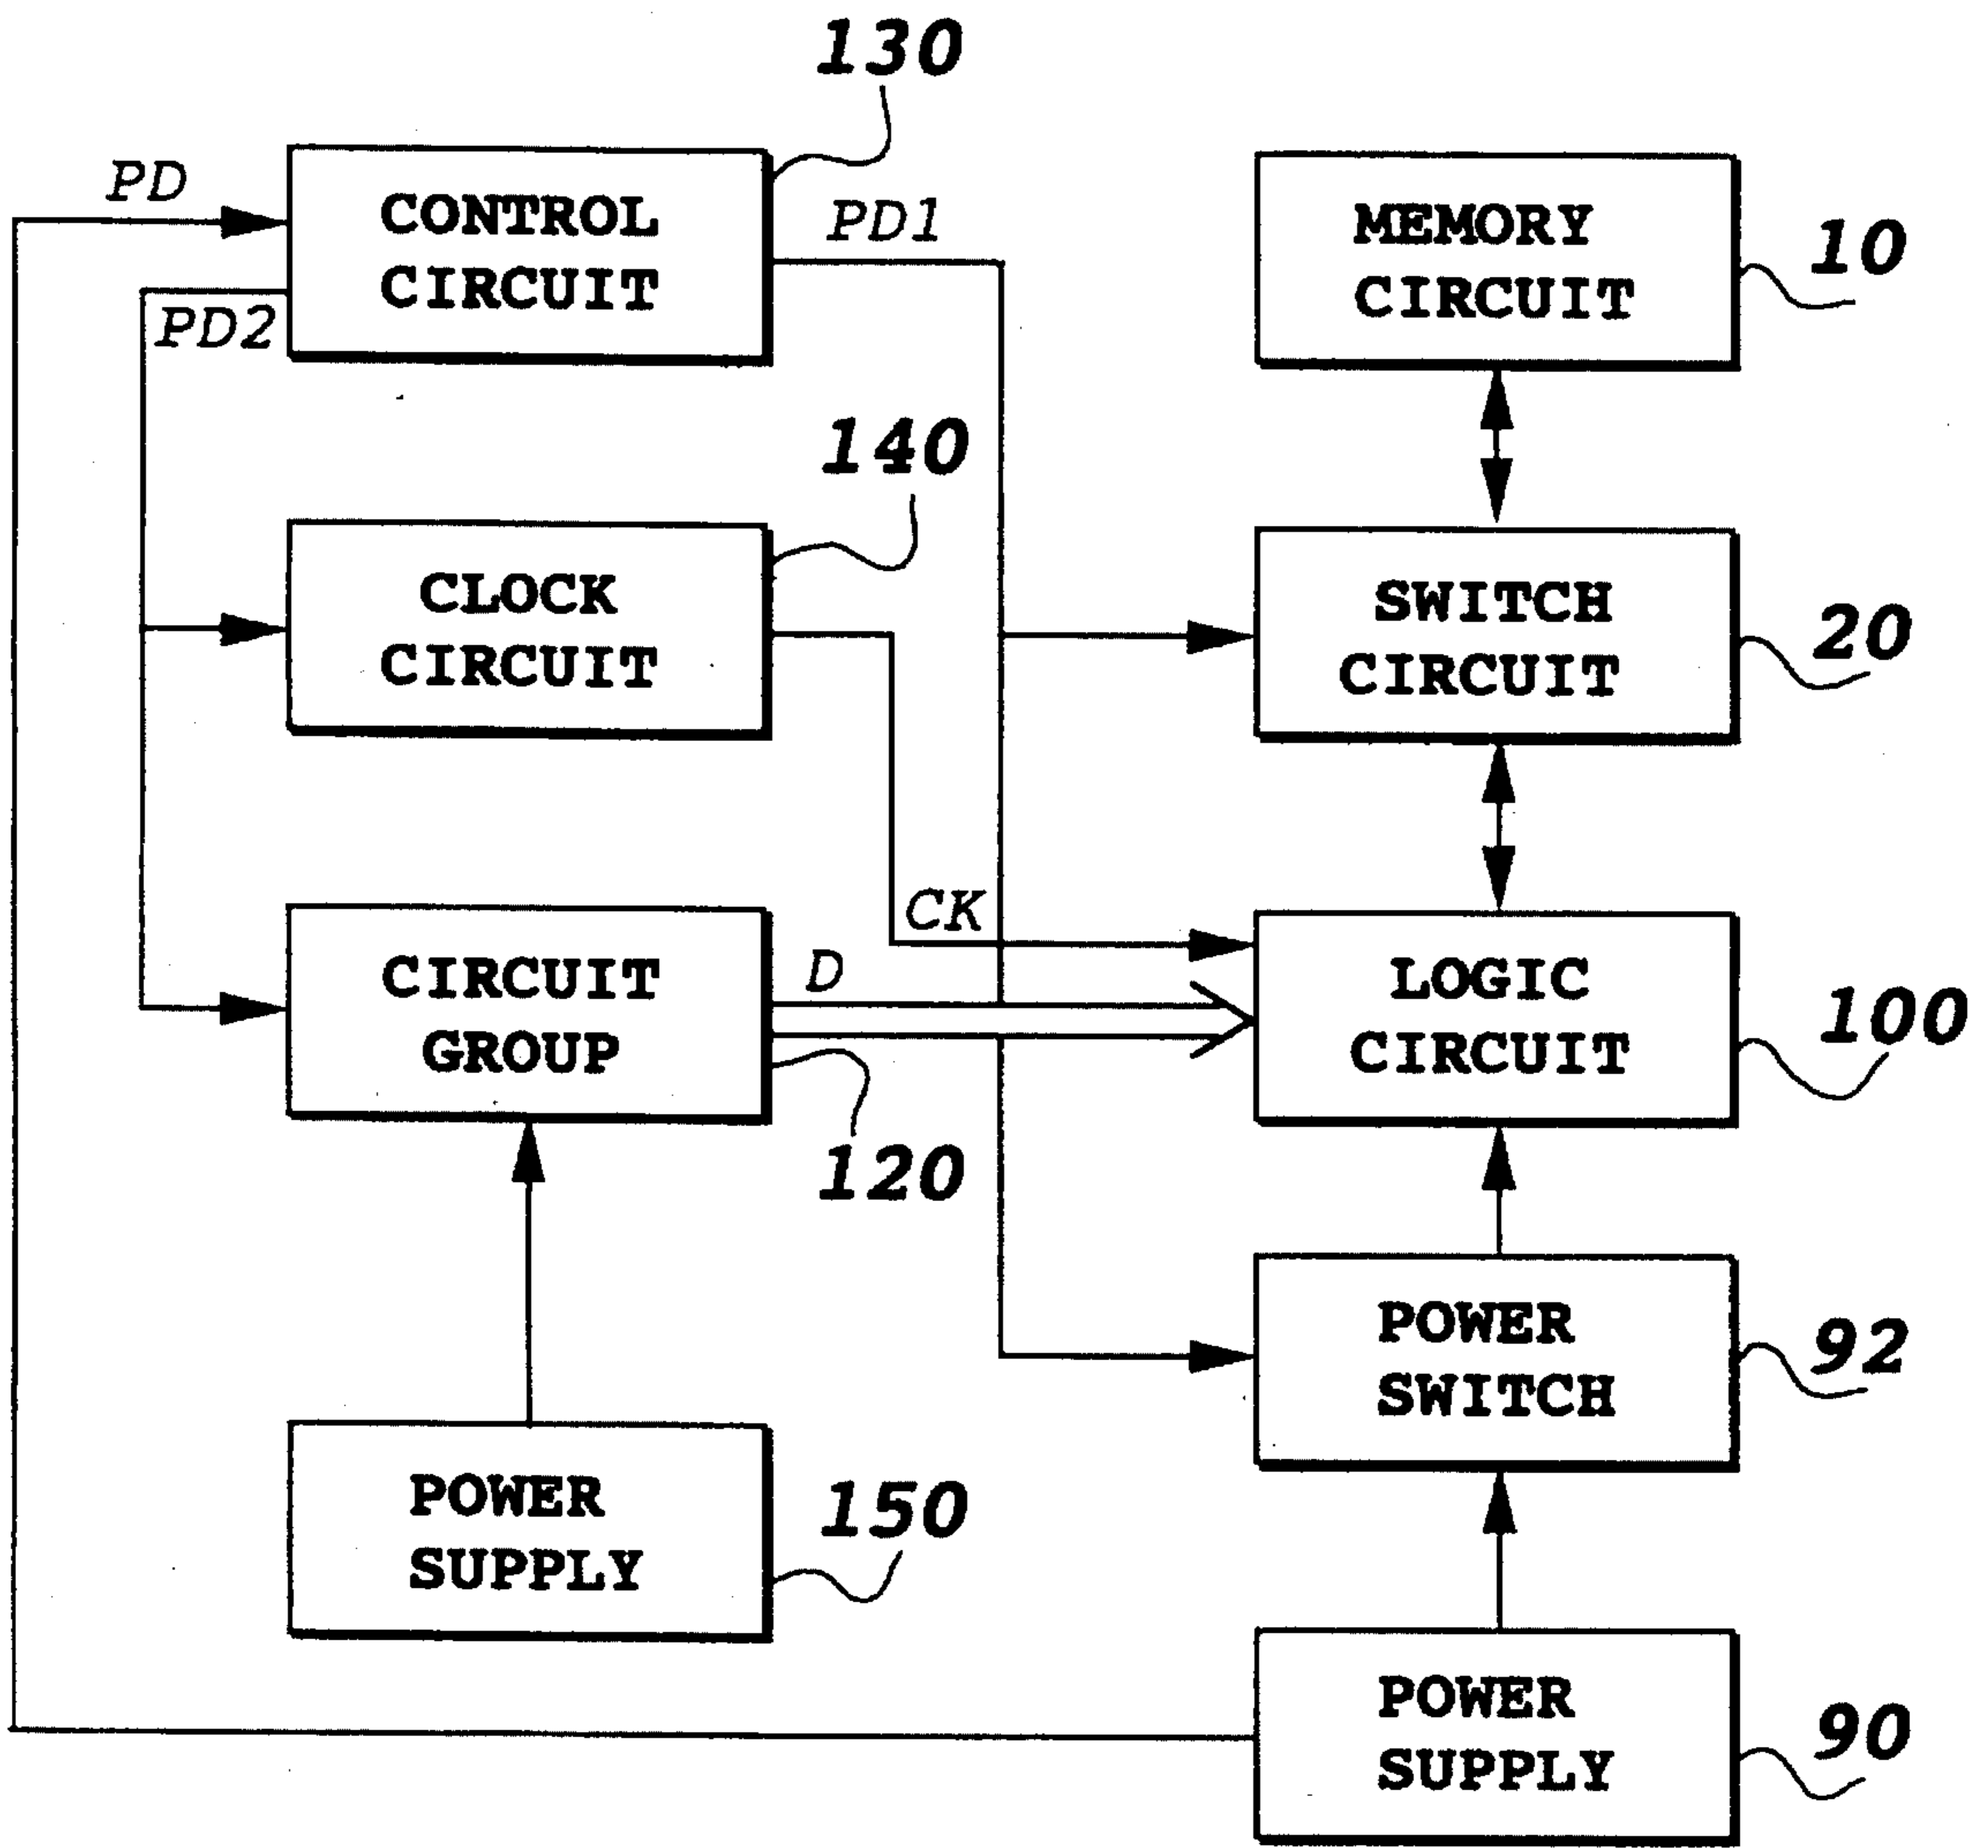 130
PD
CONTROL
CIRCUIT
PD1
PD2
MEMORY
CIRCUIT
10
140
CLOCK
CIRCUIT
SWITCH
CIRCUIT
20
CK
CIRCUIT
GROUP
D
LOGIC
CIRCUIT
100
120
POWER
SWITCH
92
POWER
SUPPLY
150
POWER
SUPPLY
90